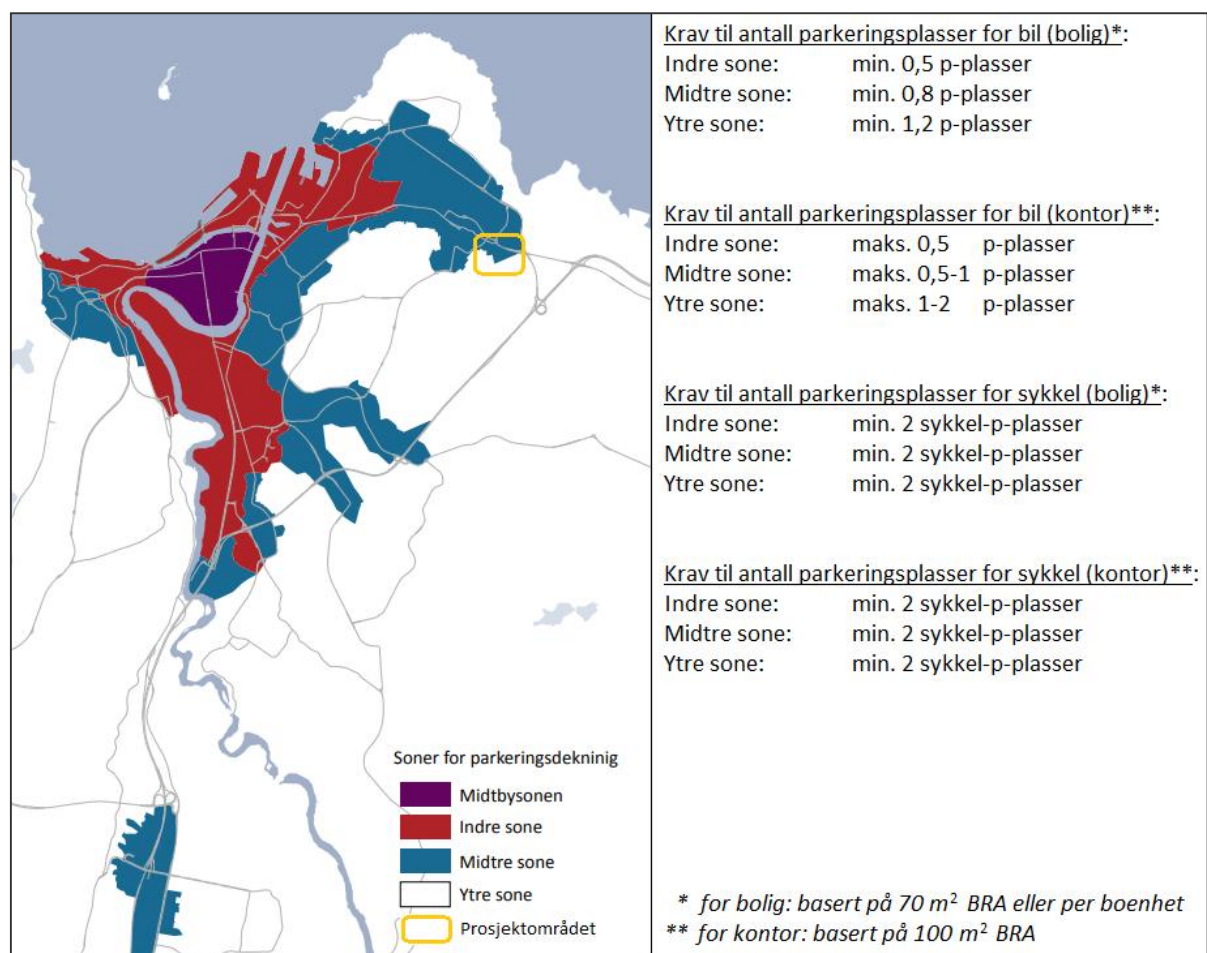 Soner for parkeringsdekninig
Midtbysonen
Indre sone
Midtre sone
Ytre sone
Prosjektområdet
Krav til antall parkeringsplasser for bil (bolig)*:
Indre sone: min. 0,5 p-plasser
Midtre sone: min. 0,8 p-plasser
Ytre sone: min. 1,2 p-plasser
Krav til antall parkeringsplasser for bil (kontor)**:
Indre sone: maks. 0,5 p-plasser
Midtre sone: maks. 0,5-1 p-plasser
Ytre sone: maks. 1-2 p-plasser
Krav til antall parkeringsplasser for sykkel (bolig)*:
Indre sone: min. 2 sykkel-p-plasser
Midtre sone: min. 2 sykkel-p-plasser
Ytre sone: min. 2 sykkel-p-plasser
Krav til antall parkeringsplasser for sykkel (kontor)**:
Indre sone: min. 2 sykkel-p-plasser
Midtre sone: min. 2 sykkel-p-plasser
Ytre sone: min. 2 sykkel-p-plasser
* for bolig: basert på 70 m² BRA eller per boenhet
** for kontor: basert på 100 m² BRA